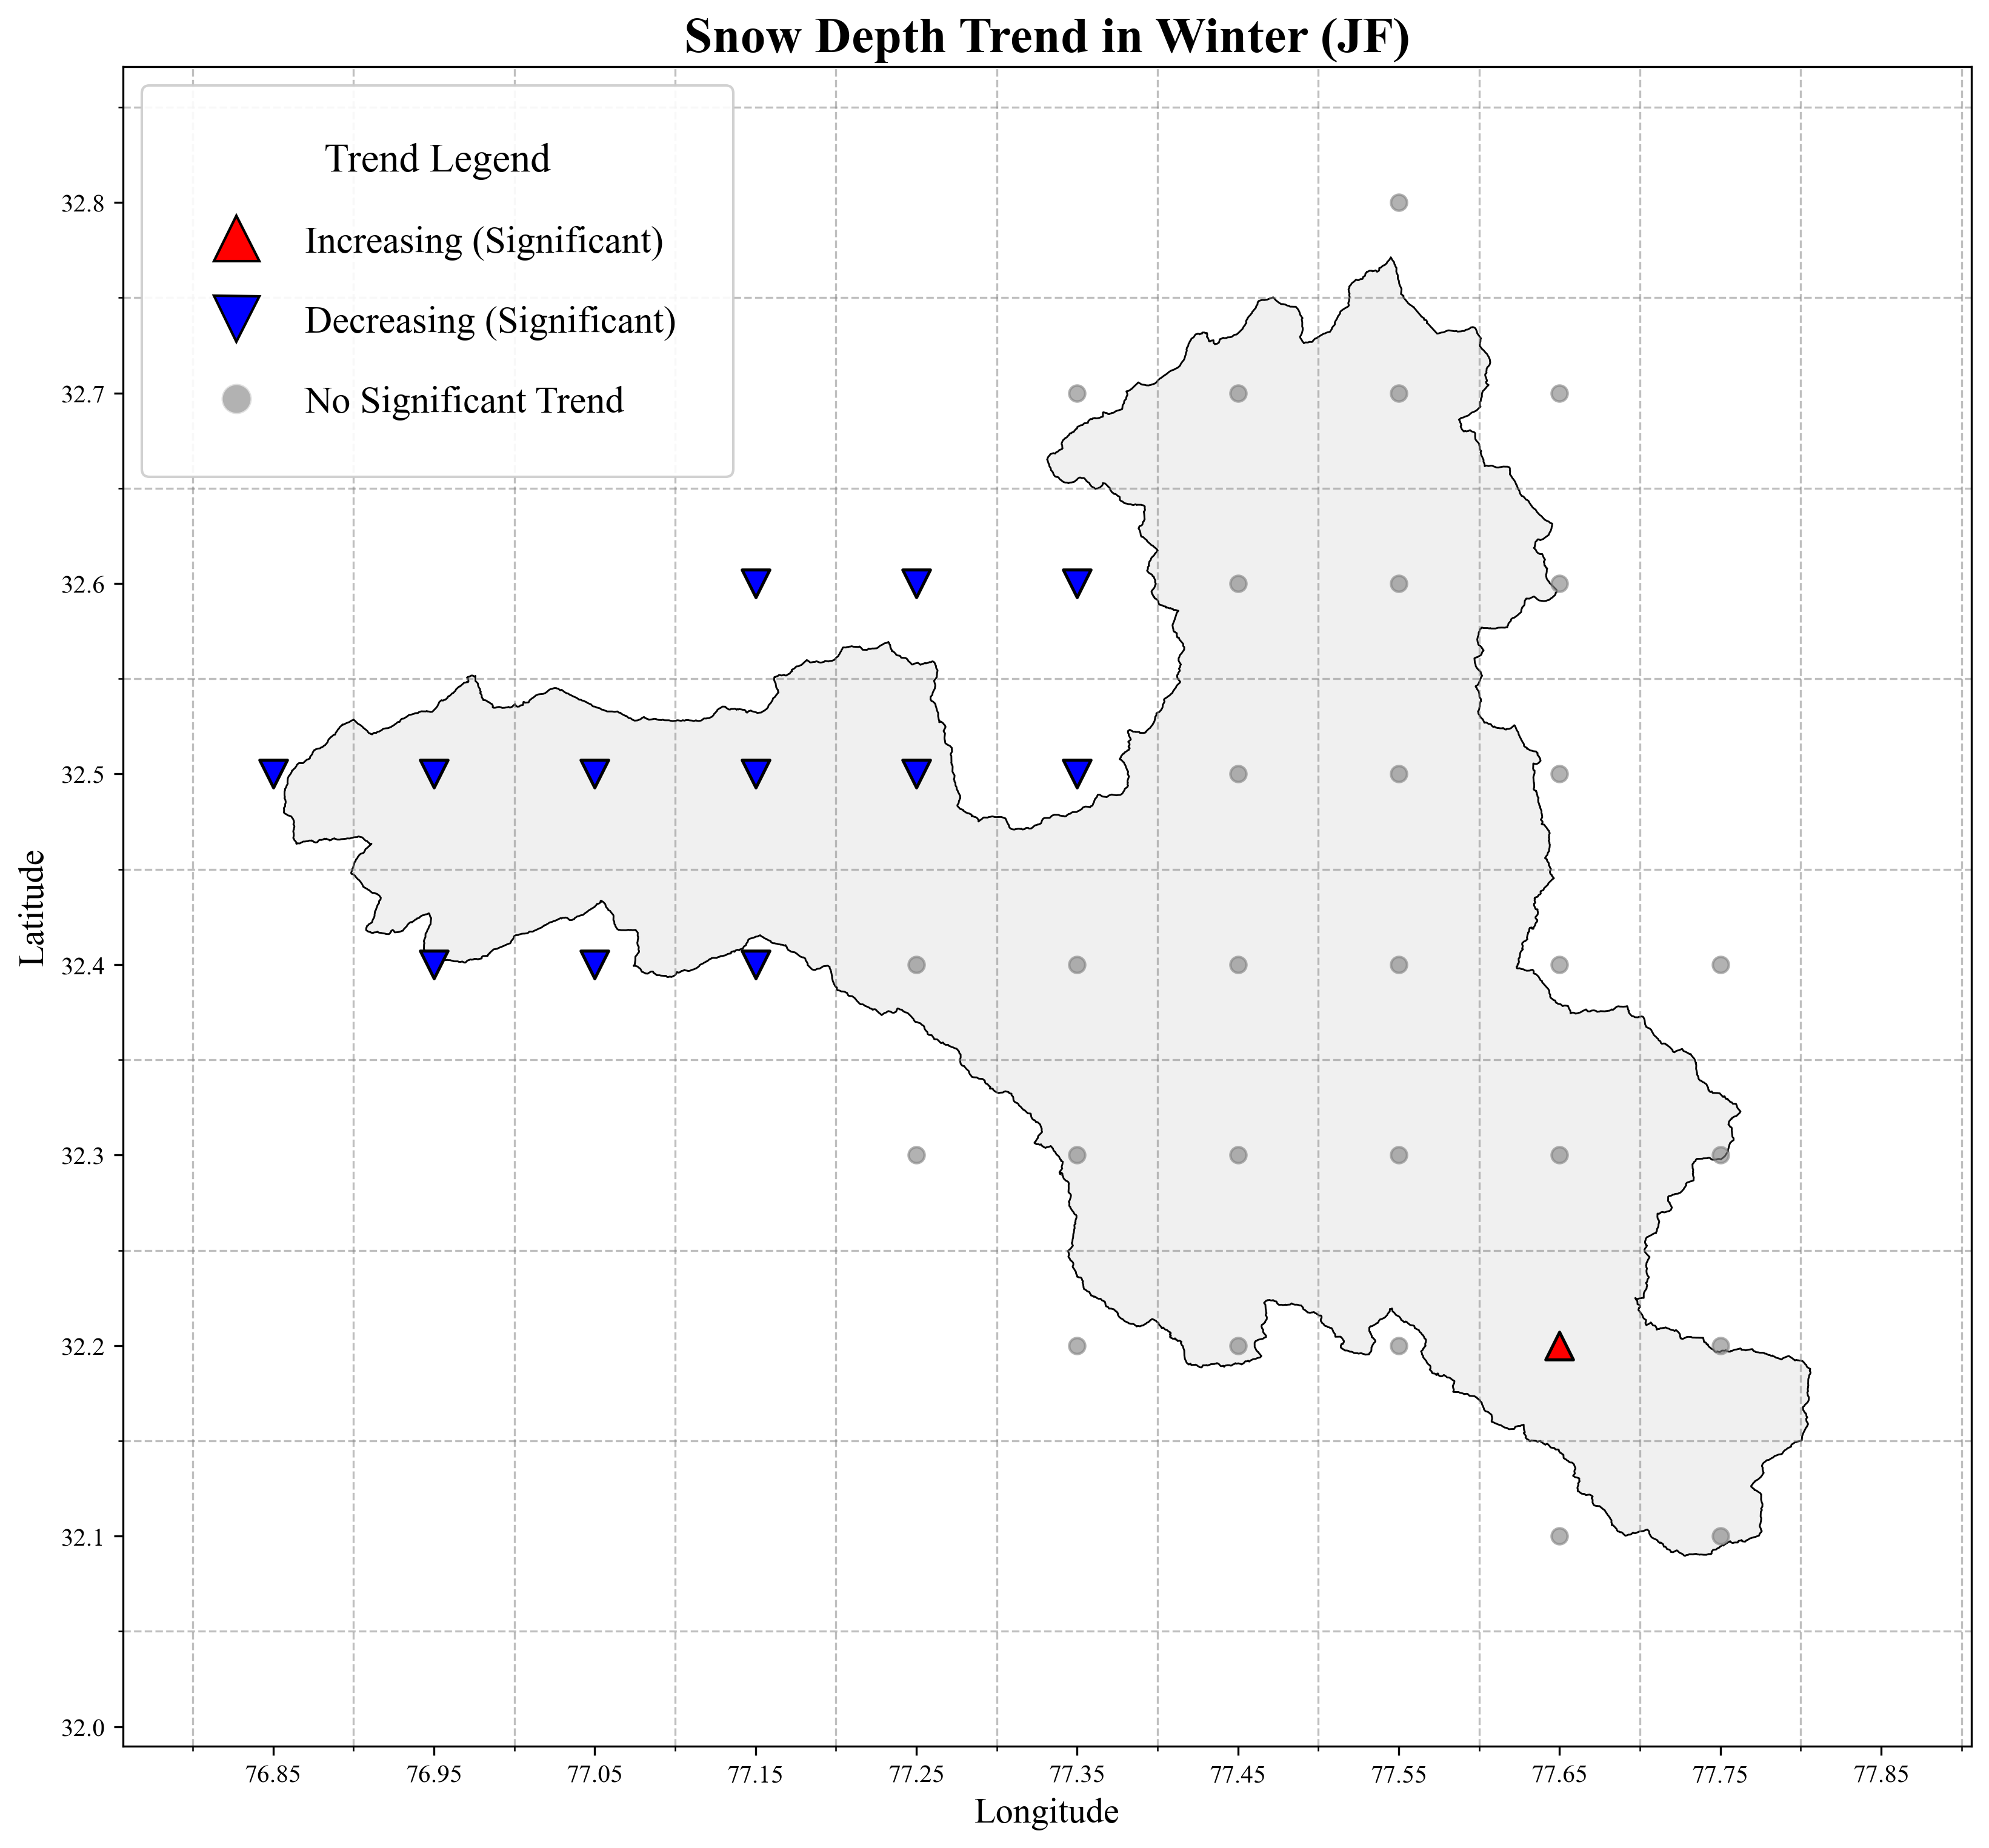 Snow Depth Trend in Winter (JF)
Trend Legend
Increasing (Significant)
Decreasing (Significant)
No Significant Trend
Latitude
32.8
32.7
32.6
32.5
32.4
32.3
32.2
32.1
32.0
76.85 76.95 77.05 77.15 77.25 77.35 77.45 77.55 77.65 77.75 77.85
Longitude